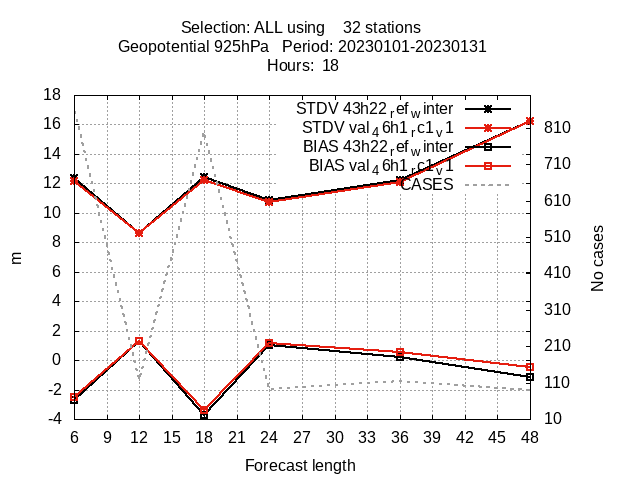 Selection: ALL using 32 stations
Geopotential 925hPa Period: 20230101-20230131
Hours: 18
STDV 43h22_ref_winter
STDV val_46h1_rc1_v1
BIAS 43h22_ref_winter
BIAS val_46h1_rc1_v1
CASES
18
16
14
12
10
8
6
4
2
0
-2
-4
m
810
710
610
510
410
310
210
110
10
No cases
6 9 12 15 18 21 24 27 30 33 36 39 42 45 48
Forecast length